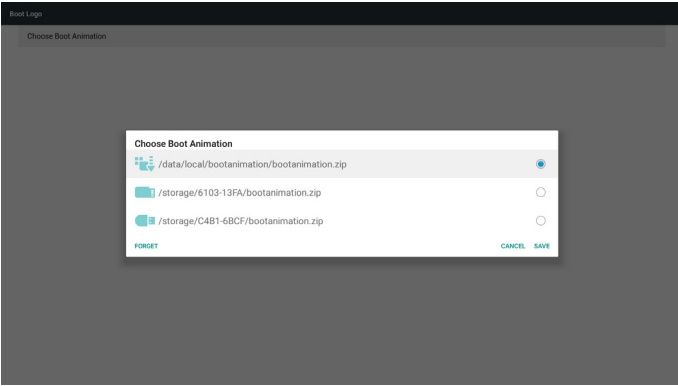 Boot Logo
Choose Boot Animation
Choose Boot Animation
/data/local/bootanimation/bootanimation.zip
/storage/6103-13FA/bootanimation.zip
/storage/C4B1-6BCF/bootanimation.zip
FORGET CANCEL SAVE